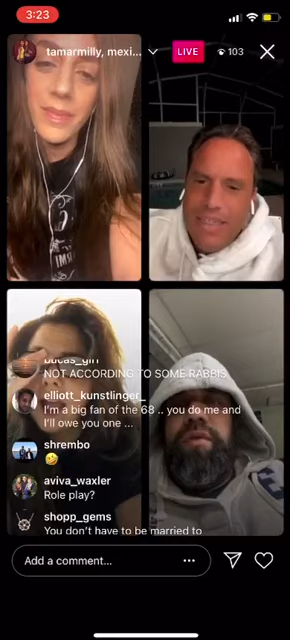 3:23
tamarmilly, mexi...
LIVE
103
bucas_girl
NOT ACCORDING TO SOME RABBIS
elliott_kunstlinger_
I'm a big fan of the 68 .. you do me and
I'll owe you one ...
shrembo
🤣
aviva_waxler
Role play?
shopp_gems
You don't have to be married to
Add a comment...